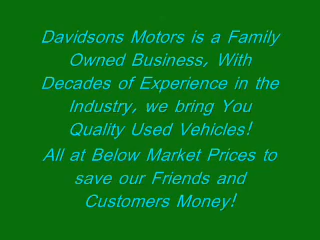 Davidsons Motors is a Family
Owned Business, With
Decades of Experience in the
Industry, we bring You
Quality Used Vehicles!
All at Below Market Prices to
save our Friends and
Customers Money!